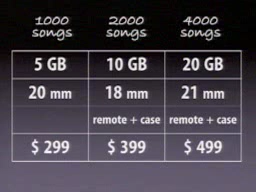 1000 songs 2000 songs 4000 songs
5 GB 10 GB 20 GB
20 mm 18 mm 21 mm
remote + case remote + case
$ 299 $ 399 $ 499